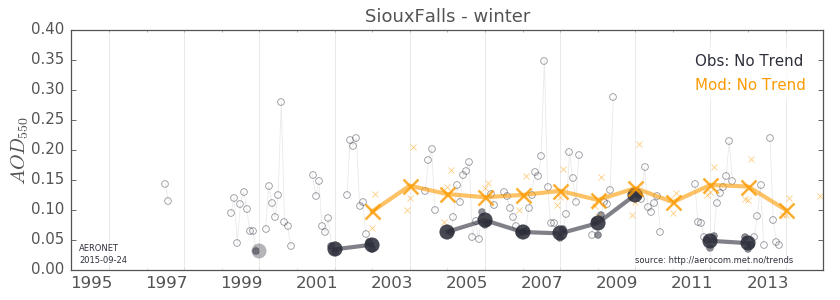 SiouxFalls - winter
0.40
0.35
0.30
0.25
0.20
0.15
0.10
0.05
0.00
AOD550
Obs: No Trend
Mod: No Trend
AERONET
2015-09-24
source: http://aerocom.met.no/trends
1995 1997 1999 2001 2003 2005 2007 2009 2010 2012 2013